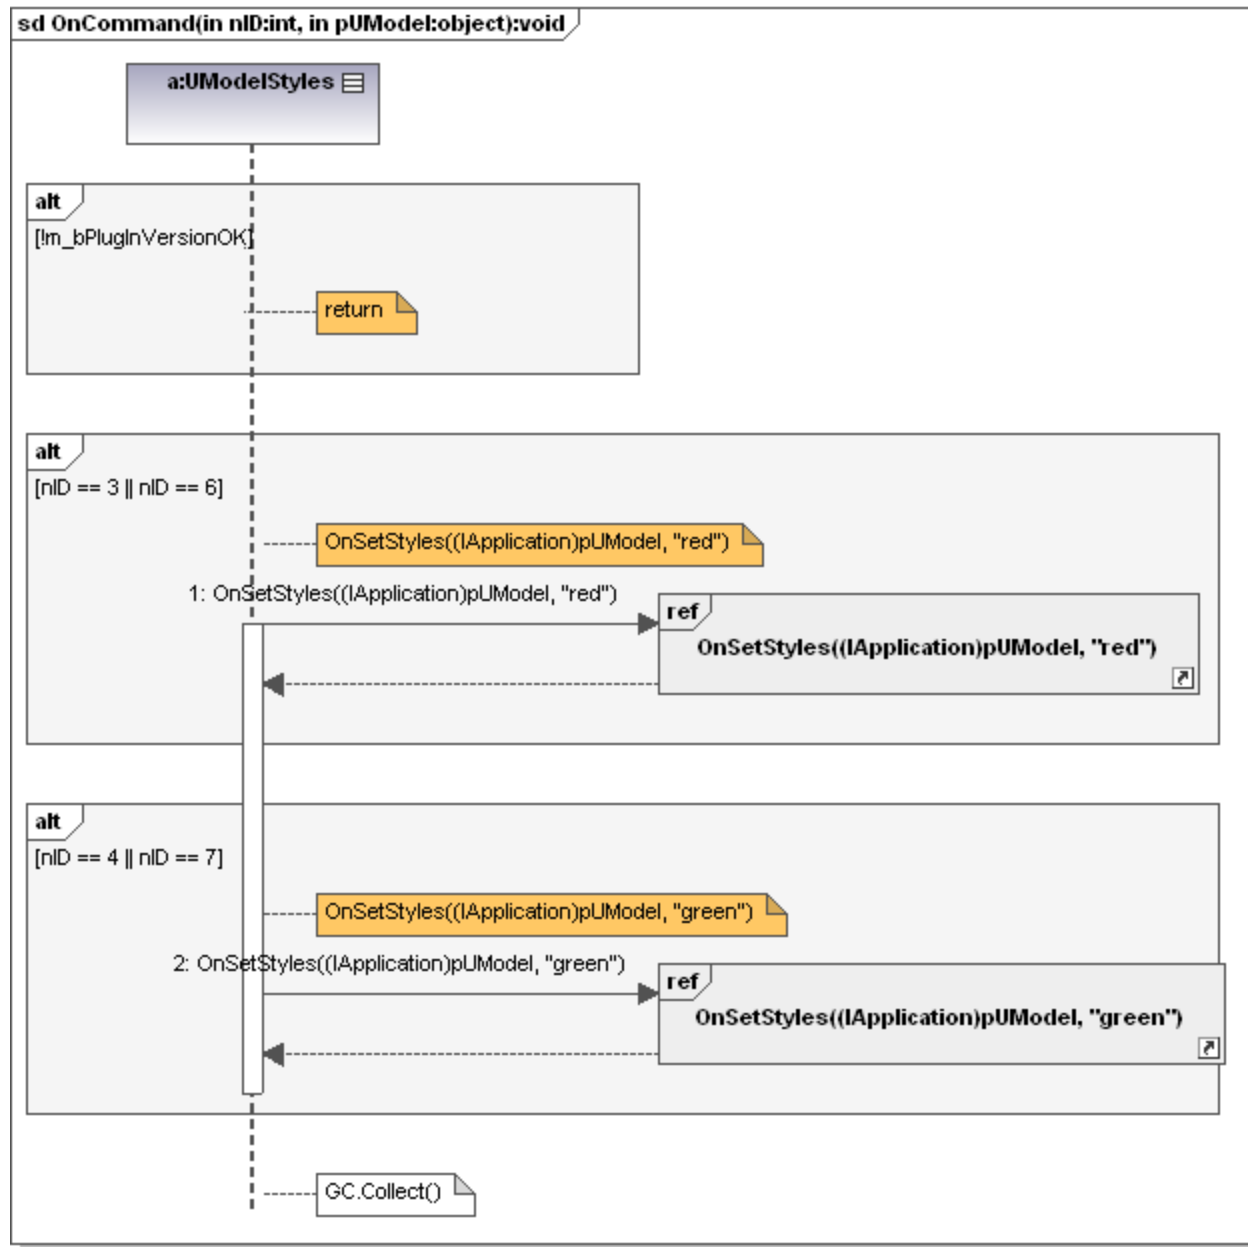 sd OnCommand(in nID:int, in pUModel:object):void
a:UModelStyles
alt
[!m_bPlugInVersionOK]
return
alt
[nID == 3 || nID == 6]
OnSetStyles((IApplication)pUModel, "red")
1: OnSetStyles((IApplication)pUModel, "red")
ref
OnSetStyles((IApplication)pUModel, "red")
alt
[nID == 4 || nID == 7]
OnSetStyles((IApplication)pUModel, "green")
2: OnSetStyles((IApplication)pUModel, "green")
ref
OnSetStyles((IApplication)pUModel, "green")
GC.Collect()